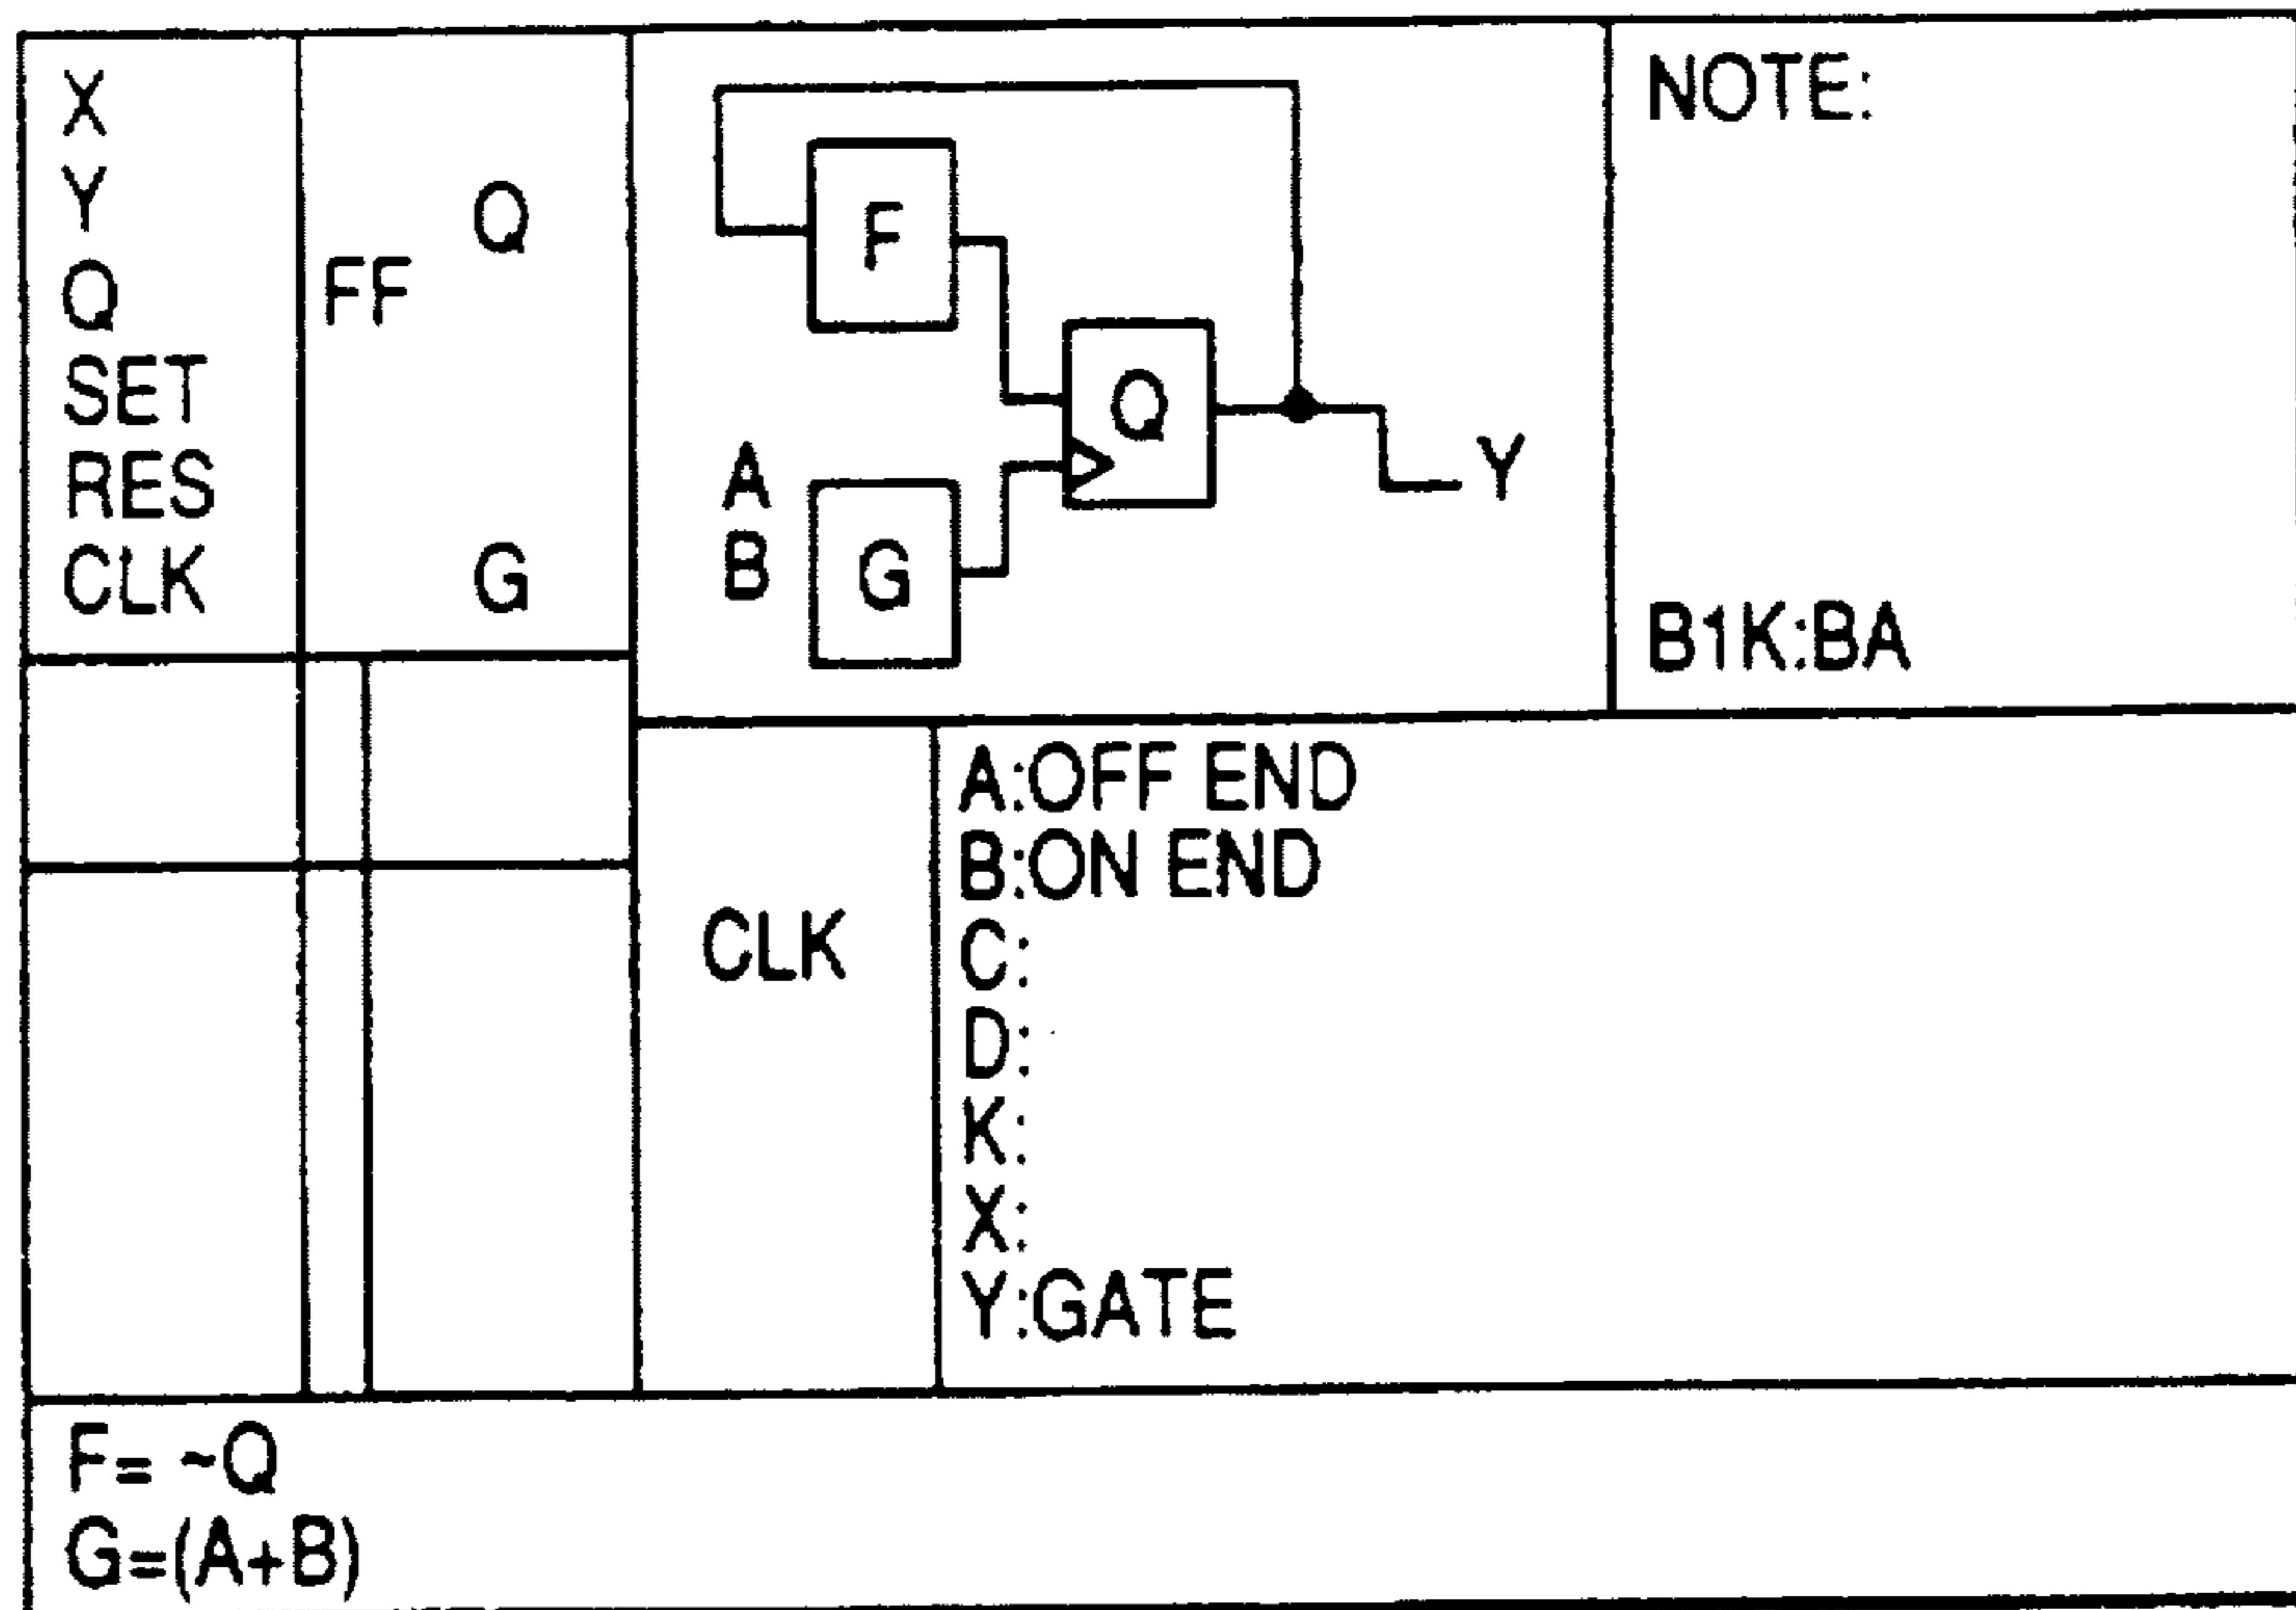 X
Y
Q
SET
RES
CLK
Q
FF
G
F
Q
A
B
G
Y
NOTE:
B1K:BA
CLK
A:OFF END
B:ON END
C:
D:
K:
X:
Y:GATE
F= ~Q
G=(A+B)